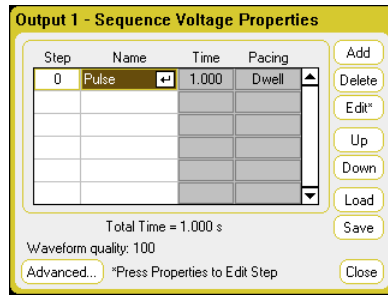 Output 1 - Sequence Voltage Properties
Step Name Time Pacing
0 Pulse 1.000 Dwell
Add
Delete
Edit*
Up
Down
Load
Save
Total Time = 1.000 s
Waveform quality: 100
Advanced... *Press Properties to Edit Step Close